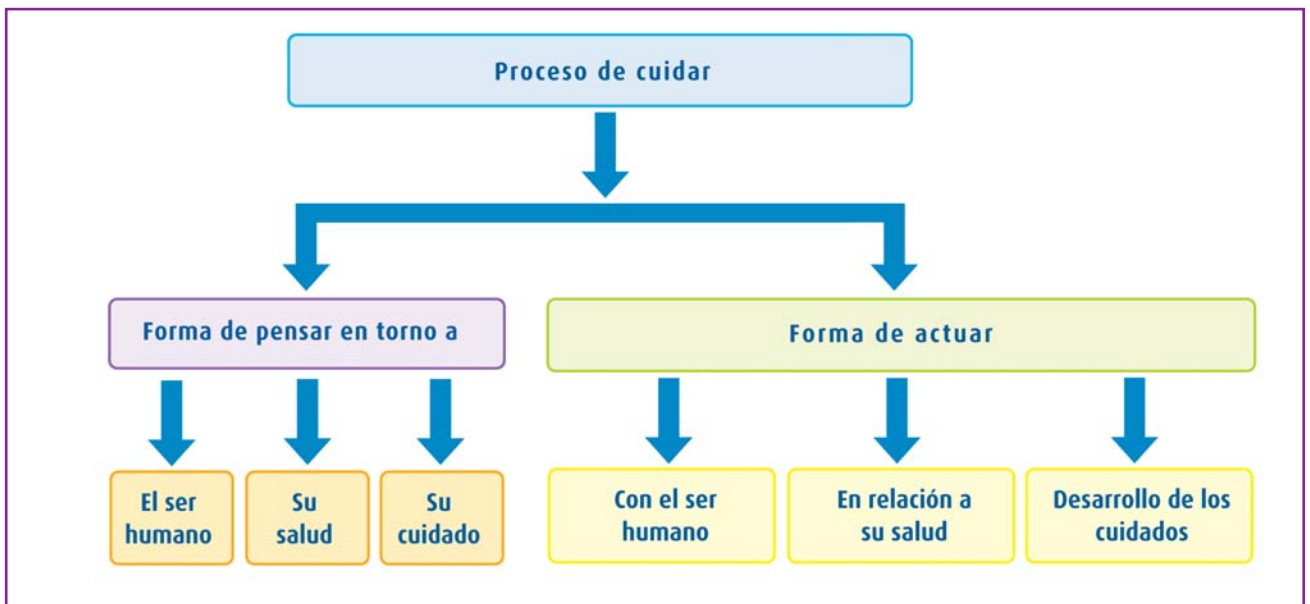 Proceso de cuidar
Forma de pensar en torno a
Forma de actuar
El ser
humano
Su
salud
Su
cuidado
Con el ser
humano
En relación a
su salud
Desarrollo de los
cuidados